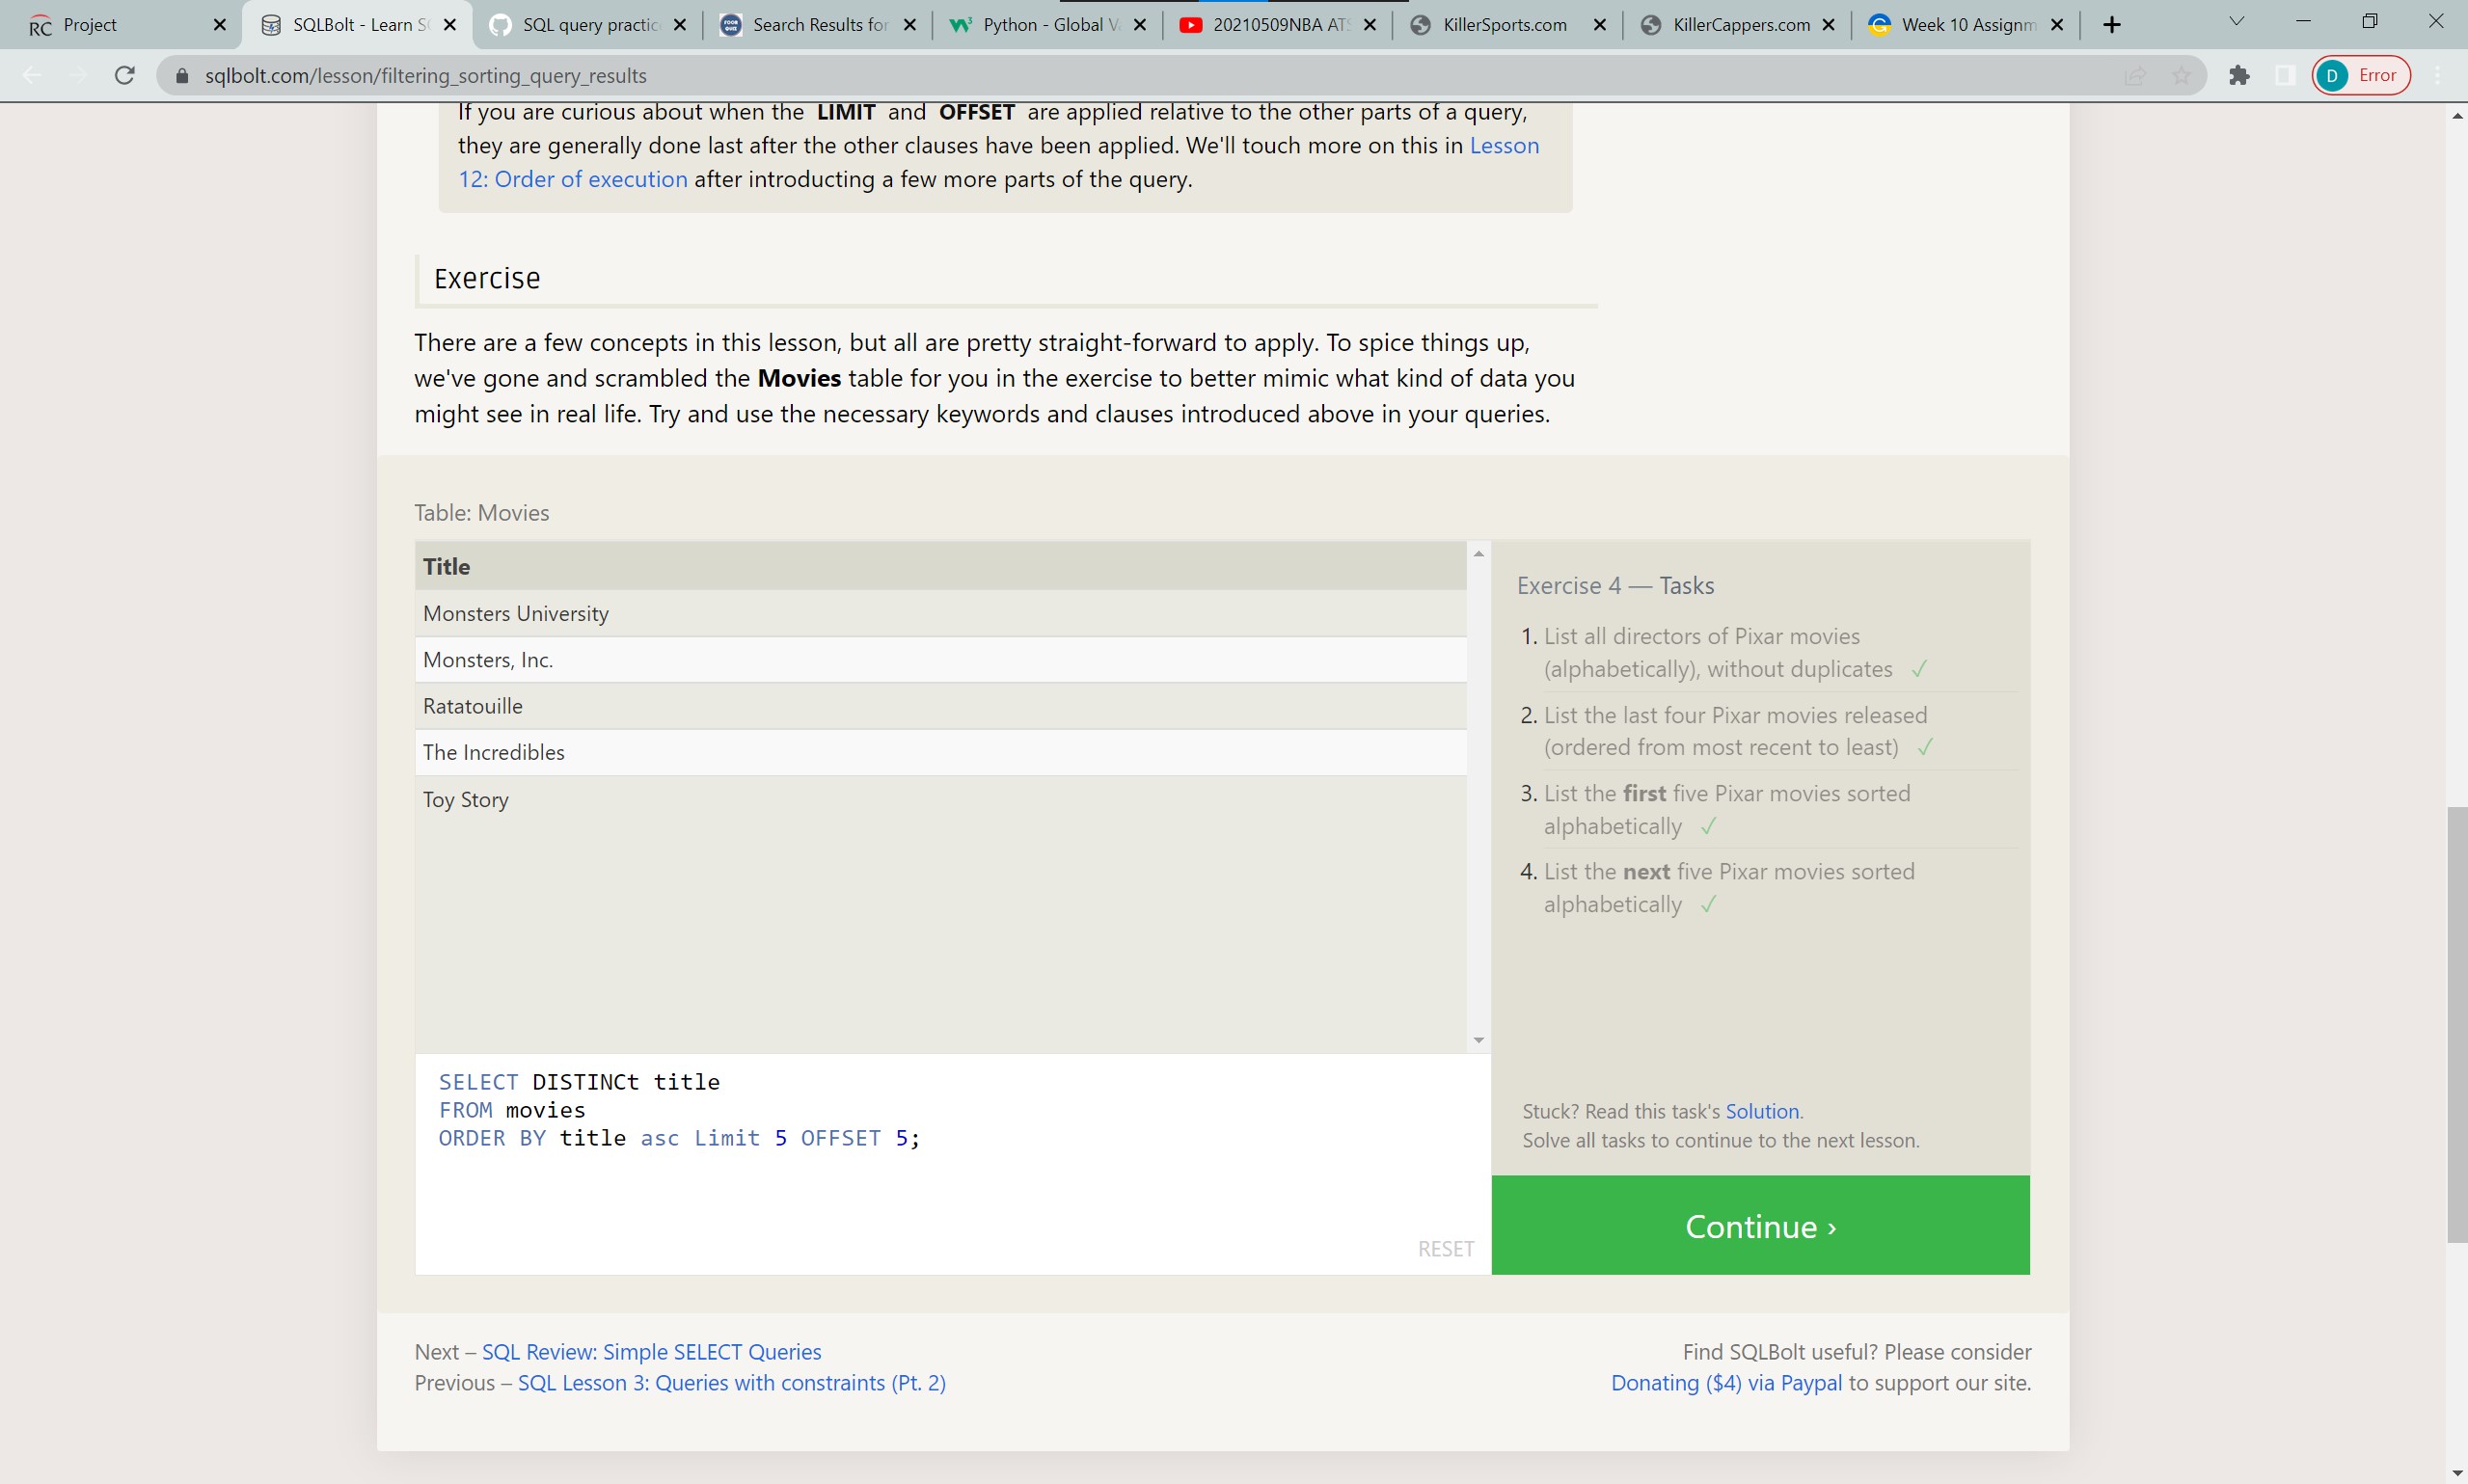 Project
SQLBolt - Learn S
SQL query practic
Search Results for
Python - Global V
20210509NBA ATS
KillerSports.com
KillerCappers.com
Week 10 Assignm
sqlbolt.com/lesson/filtering_sorting_query_results
D Error
If you are curious about when the LIMIT and OFFSET are applied relative to the other parts of a query,
they are generally done last after the other clauses have been applied. We'll touch more on this in Lesson
12: Order of execution after introducting a few more parts of the query.
Exercise
There are a few concepts in this lesson, but all are pretty straight-forward to apply. To spice things up,
we've gone and scrambled the Movies table for you in the exercise to better mimic what kind of data you
might see in real life. Try and use the necessary keywords and clauses introduced above in your queries.
Table: Movies
Title
Monsters University
Monsters, Inc.
Ratatouille
The Incredibles
Toy Story
SELECT DISTINCt title
FROM movies
ORDER BY title asc Limit 5 OFFSET 5;
RESET
Exercise 4 — Tasks
1. List all directors of Pixar movies
(alphabetically), without duplicates ✓
2. List the last four Pixar movies released
(ordered from most recent to least) ✓
3. List the first five Pixar movies sorted
alphabetically ✓
4. List the next five Pixar movies sorted
alphabetically ✓
Stuck? Read this task's Solution.
Solve all tasks to continue to the next lesson.
Continue ›
Next – SQL Review: Simple SELECT Queries
Previous – SQL Lesson 3: Queries with constraints (Pt. 2)
Find SQLBolt useful? Please consider
Donating ($4) via Paypal to support our site.